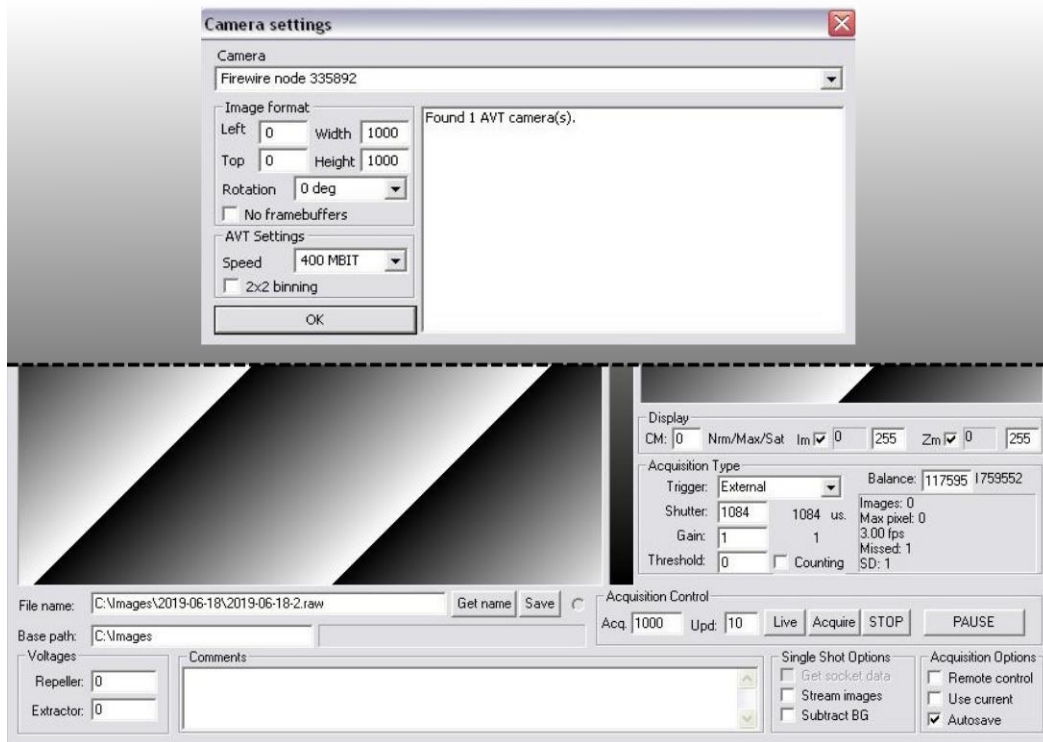 Camera settings
Camera
Firewire node 335892
Image format
Left 0 Width 1000
Top 0 Height 1000
Rotation 0 deg
No framebuffers
AVT Settings
Speed 400 MBIT
2x2 binning
OK
Found 1 AVT camera(s).
Display
CM: 0 Nrm/Max/Sat Im 0 255 Zm 0 255
Acquisition Type
Trigger: External
Shutter: 1084 1084 us.
Gain: 1 1
Threshold: 0 Counting
Balance: 117595 1759552
Images: 0
Max pixel: 0
3.00 fps
Missed: 1
SD: 1
File name: C:\Images\2019-06-18\2019-06-18-2.raw Get name Save
Base path: C:\Images
Acquisition Control
Acq. 1000 Upd: 10 Live Acquire STOP PAUSE
Voltages
Repeller: 0
Extractor: 0
Comments
Single Shot Options
Get socket data
Stream images
Subtract BG
Acquisition Options
Remote control
Use current
Autosave